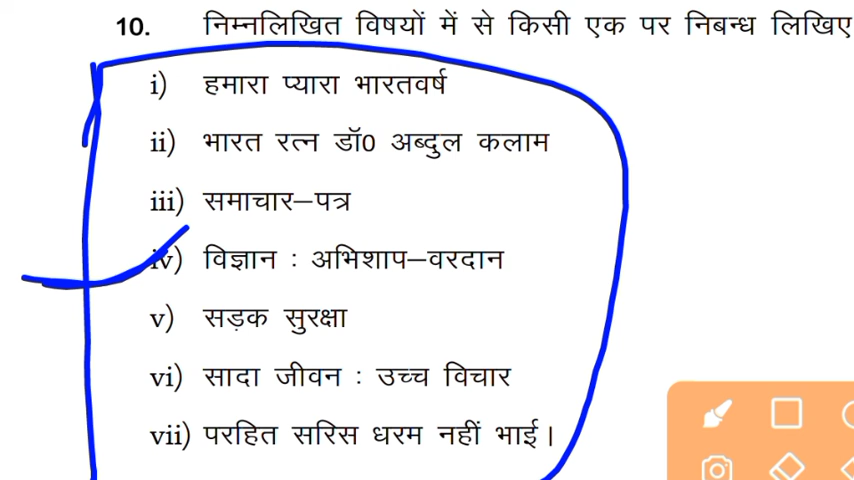 10. निम्नलिखित विषयों में से किसी एक पर निबन्ध लिखिए
i) हमारा प्यारा भारतवर्ष
ii) भारत रत्न डॉ0 अब्दुल कलाम
iii) समाचार–पत्र
iv) विज्ञान : अभिशाप–वरदान
v) सड़क सुरक्षा
vi) सादा जीवन : उच्च विचार
vii) परहित सरिस धरम नहीं भाई।